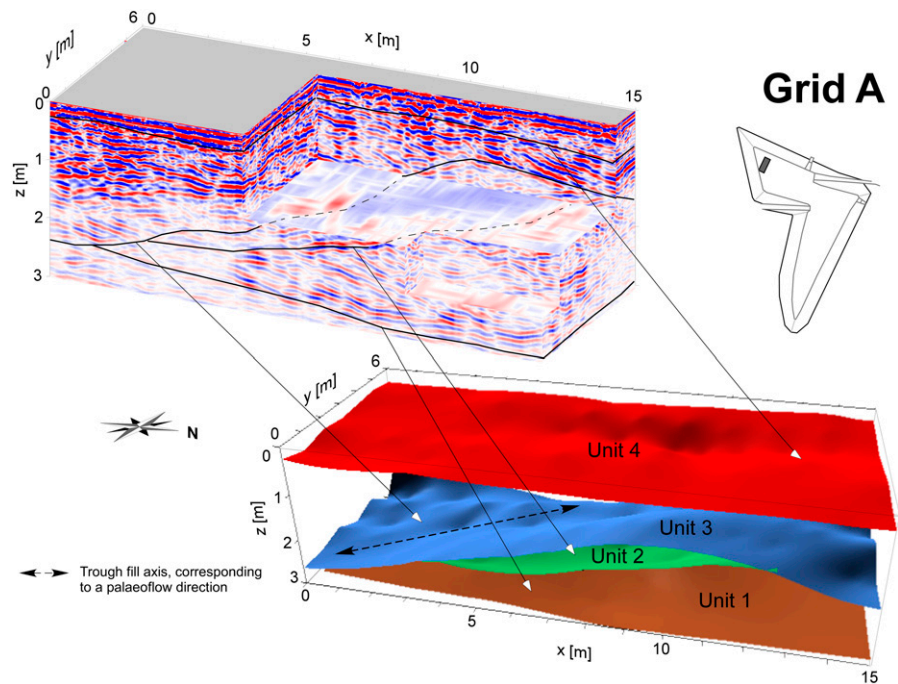 6
0
y [m]
5
x [m]
10
15
Grid A
0
1
z [m]
2
3
6
y [m]
N
0
0
Unit 4
1
z [m]
Unit 3
2
Unit 2
Trough fill axis, corresponding
to a palaeoflow direction
3
Unit 1
0
5
x [m]
10
15